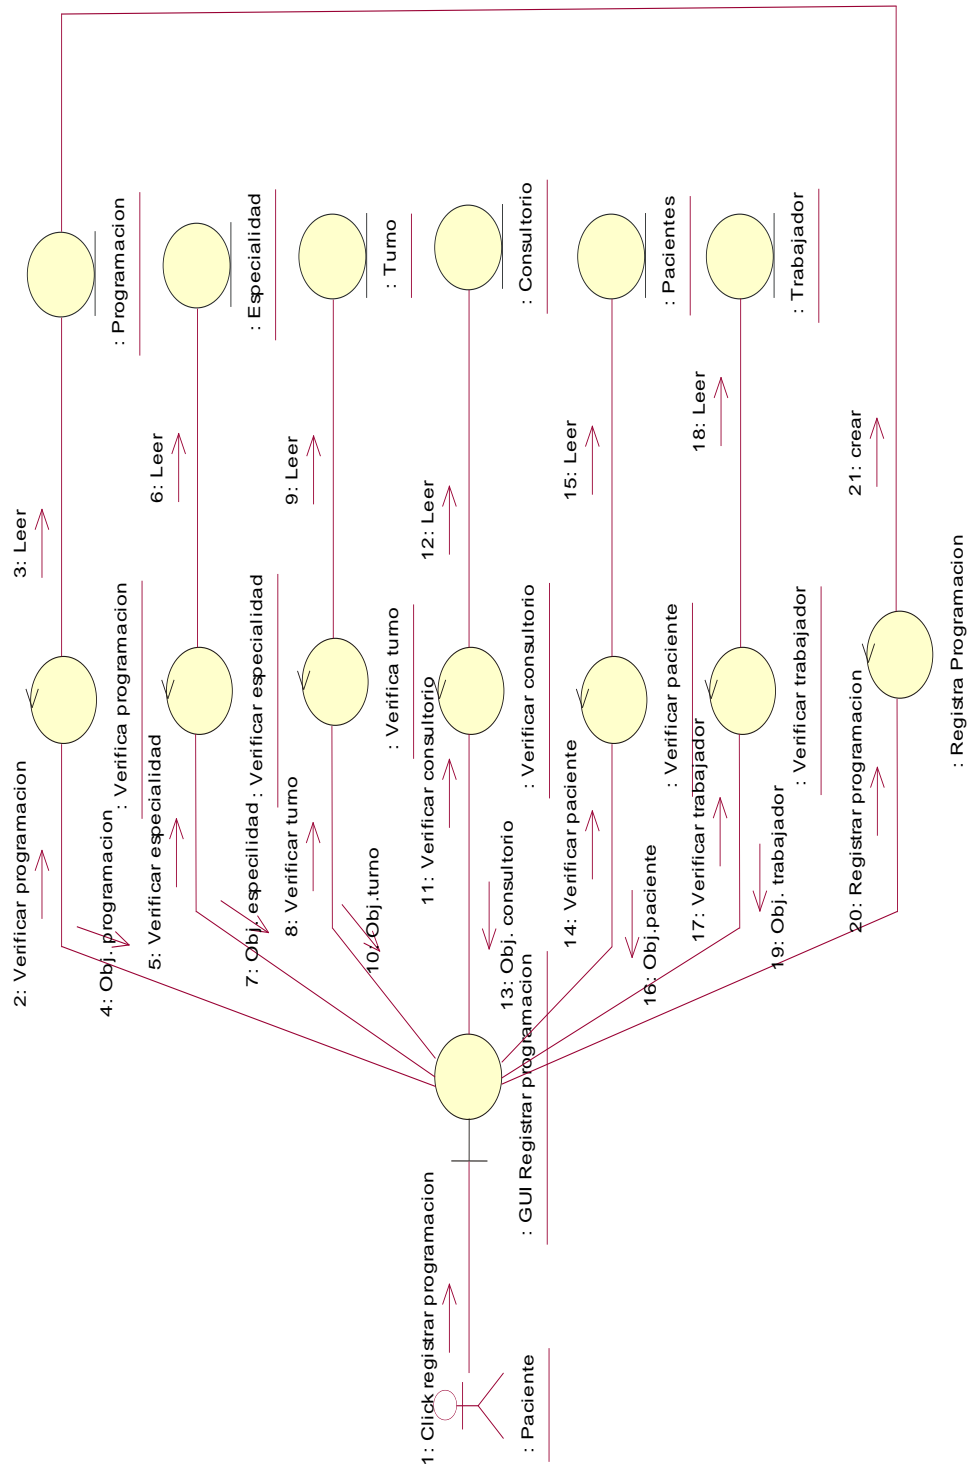 1: Click registrar programacion
: Paciente
: GUI Registrar programacion
2: Verificar programacion
4: Obj. programacion
: Verifica programacion
3: Leer
: Programacion
5: Verificar especialidad
7: Obj. especilidad
: Verificar especialidad
6: Leer
: Especialidad
8: Verificar turno
10: Obj.turno
: Verifica turno
9: Leer
: Turno
11: Verificar consultorio
13: Obj. consultorio
: Verificar consultorio
12: Leer
: Consultorio
14: Verificar paciente
16: Obj.paciente
: Verificar paciente
15: Leer
: Pacientes
17: Verificar trabajador
19: Obj. trabajador
: Verificar trabajador
18: Leer
: Trabajador
20: Registrar programacion
: Registra Programacion
21: crear